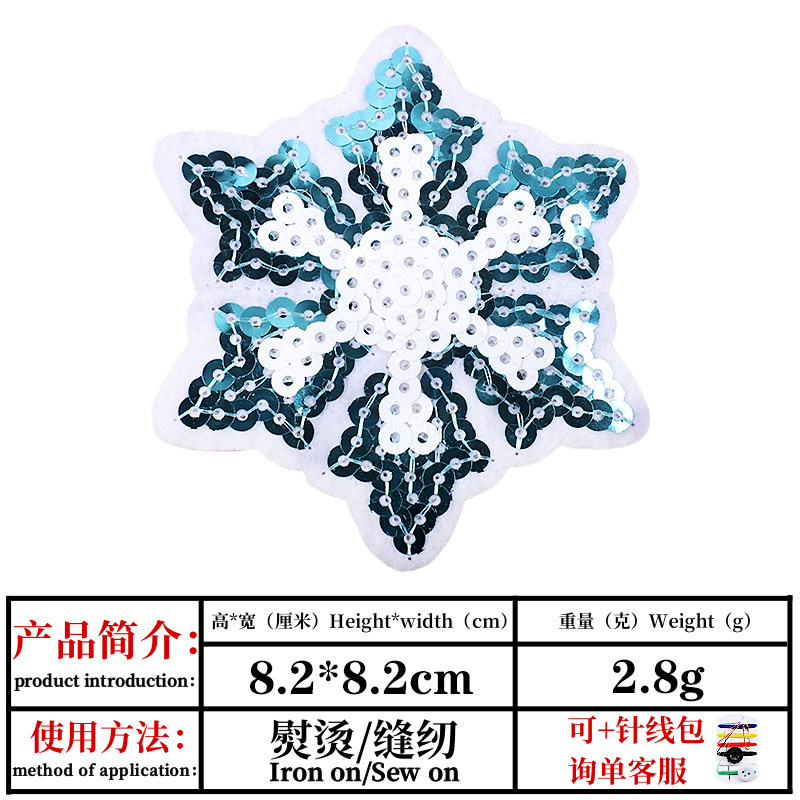 产品简介：
product introduction:
高*宽（厘米）Height*width（cm）
重量（克）Weight（g）
8.2*8.2cm
2.8g
使用方法：
method of application:
熨烫/缝纫
Iron on/Sew on
可+针线包
询单客服